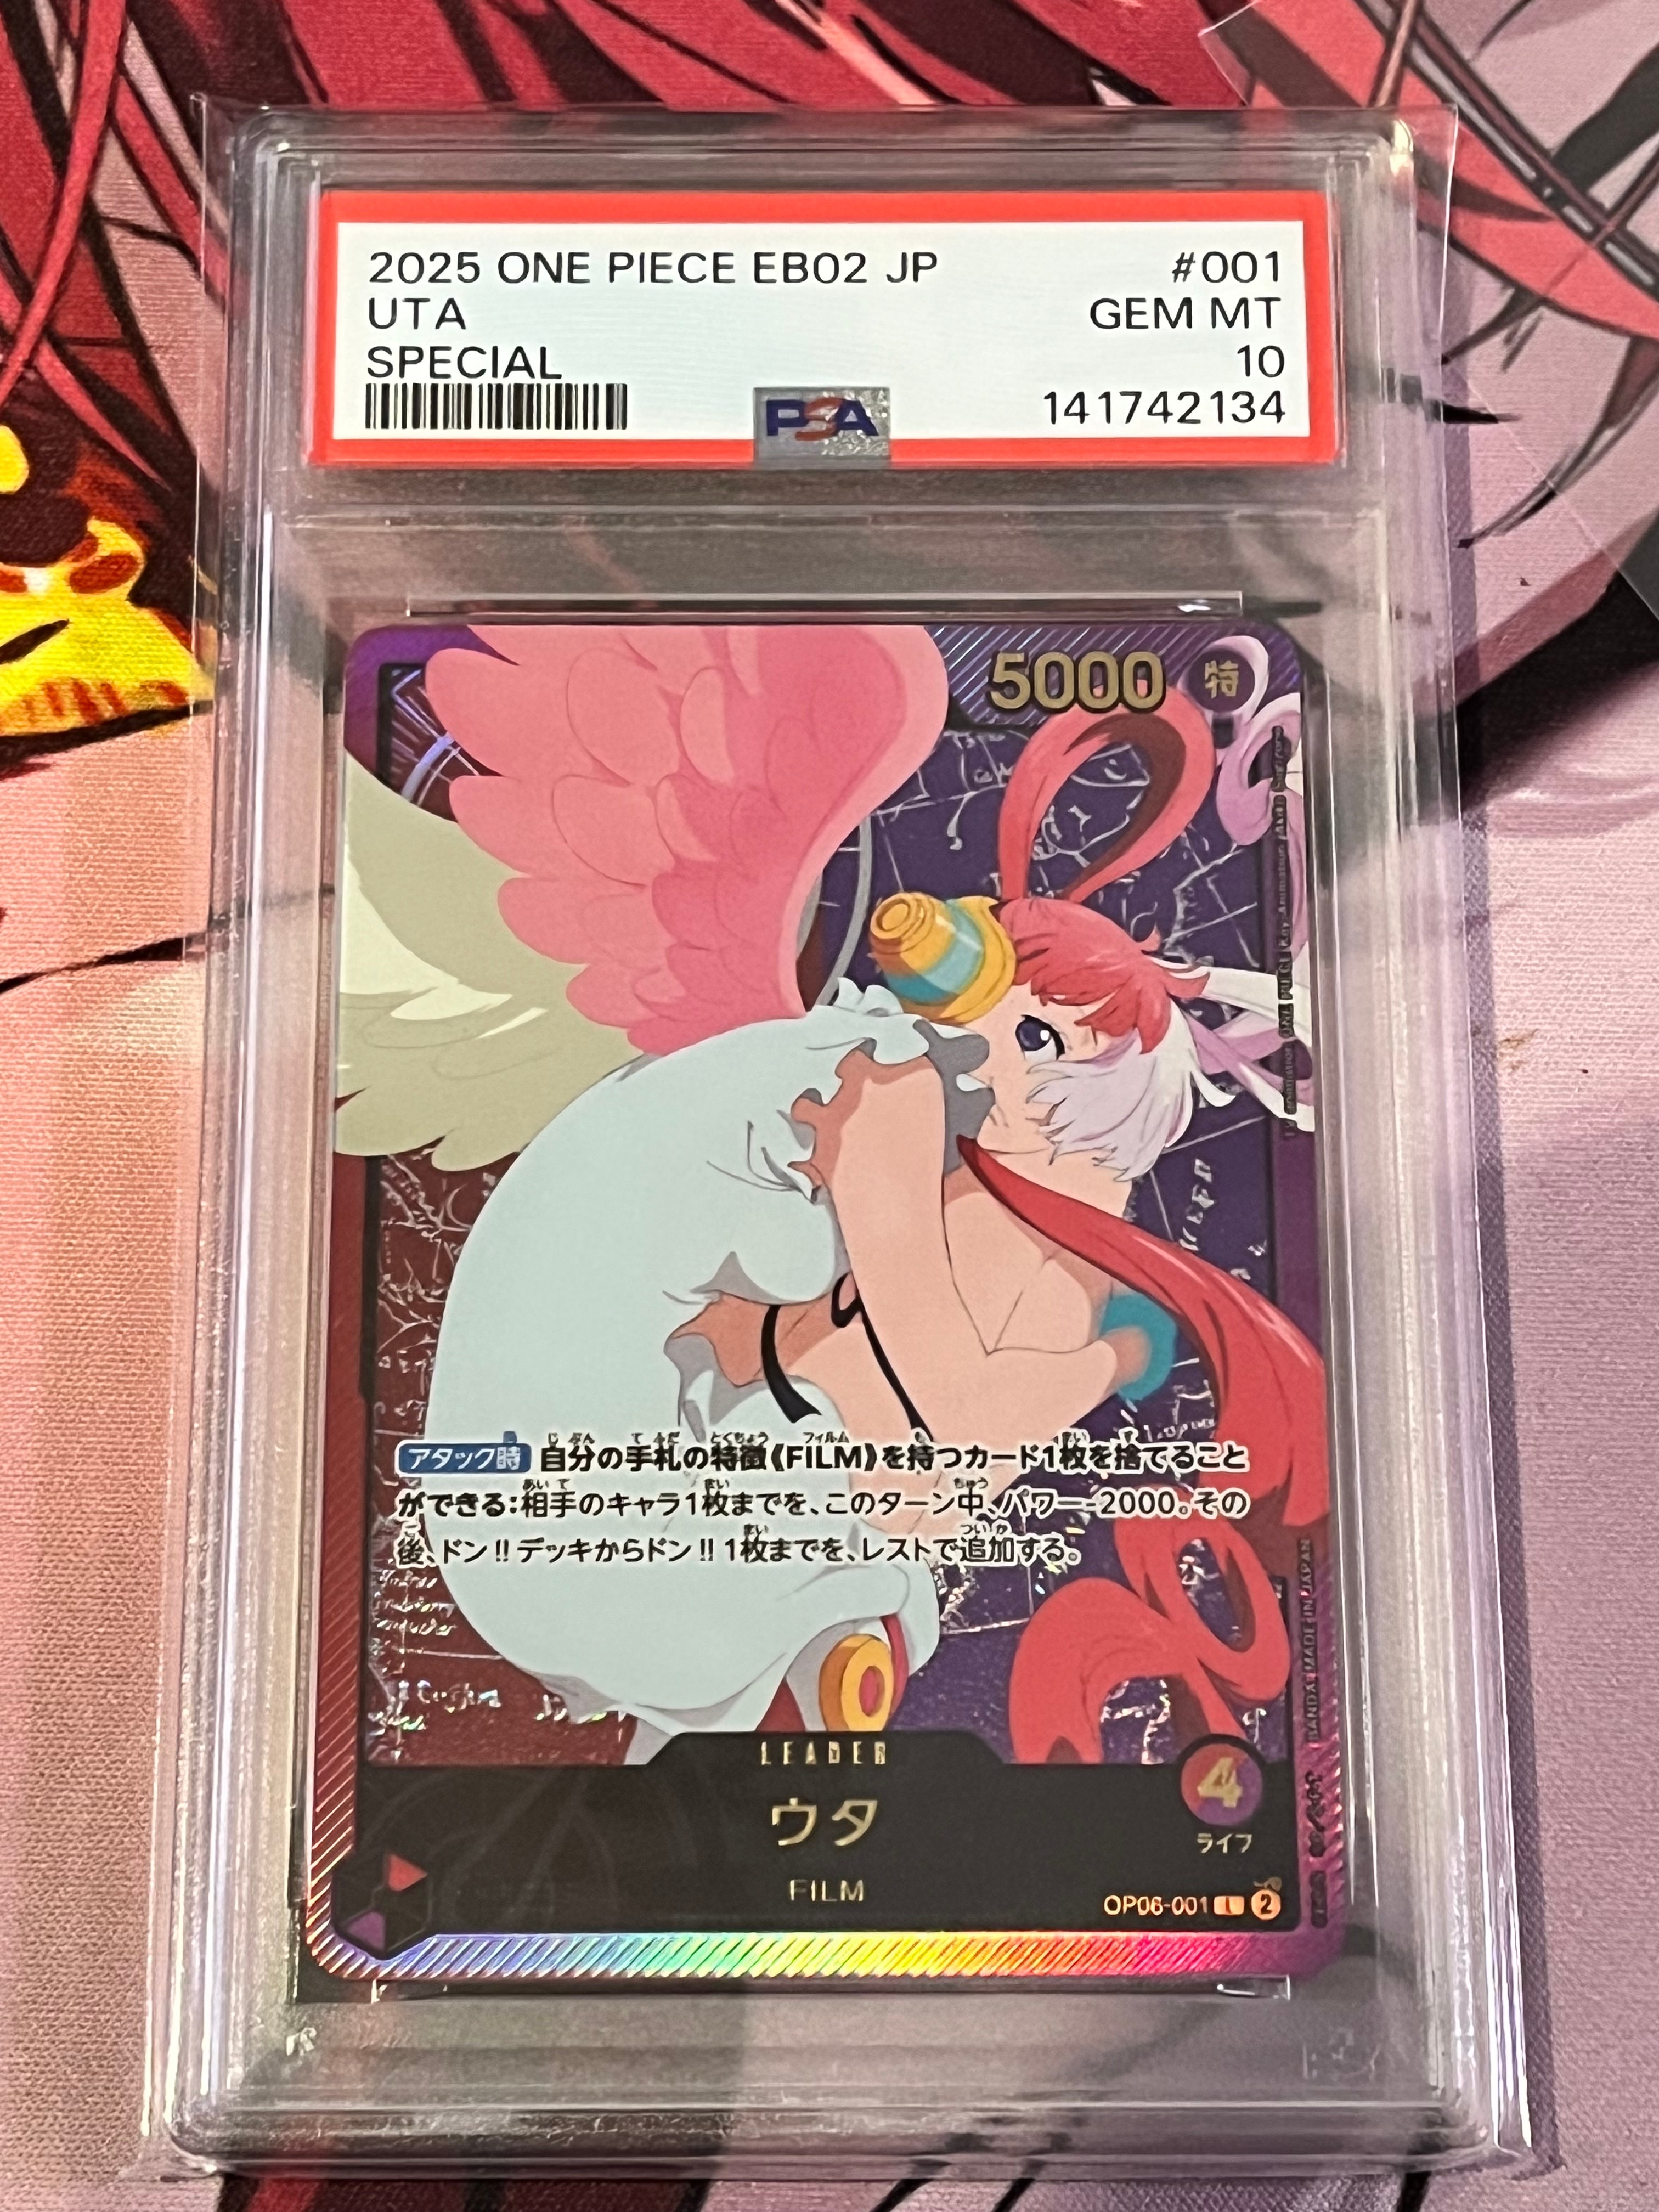 2025 ONE PIECE EB02 JP #001
UTA GEM MT
SPECIAL 10
PSA 141742134
5000 特
アタック時 自分の手札の特徴《FILM》を持つカード1枚を捨てること
ができる:相手のキャラ1枚までを、このターン中、パワー-2000。その
後、ドン!!デッキからドン!!1枚までを、レストで追加する。
LEADER
ウタ
4
ライフ
FILM
OP06-001 L 2
BANDAI MADE IN JAPAN